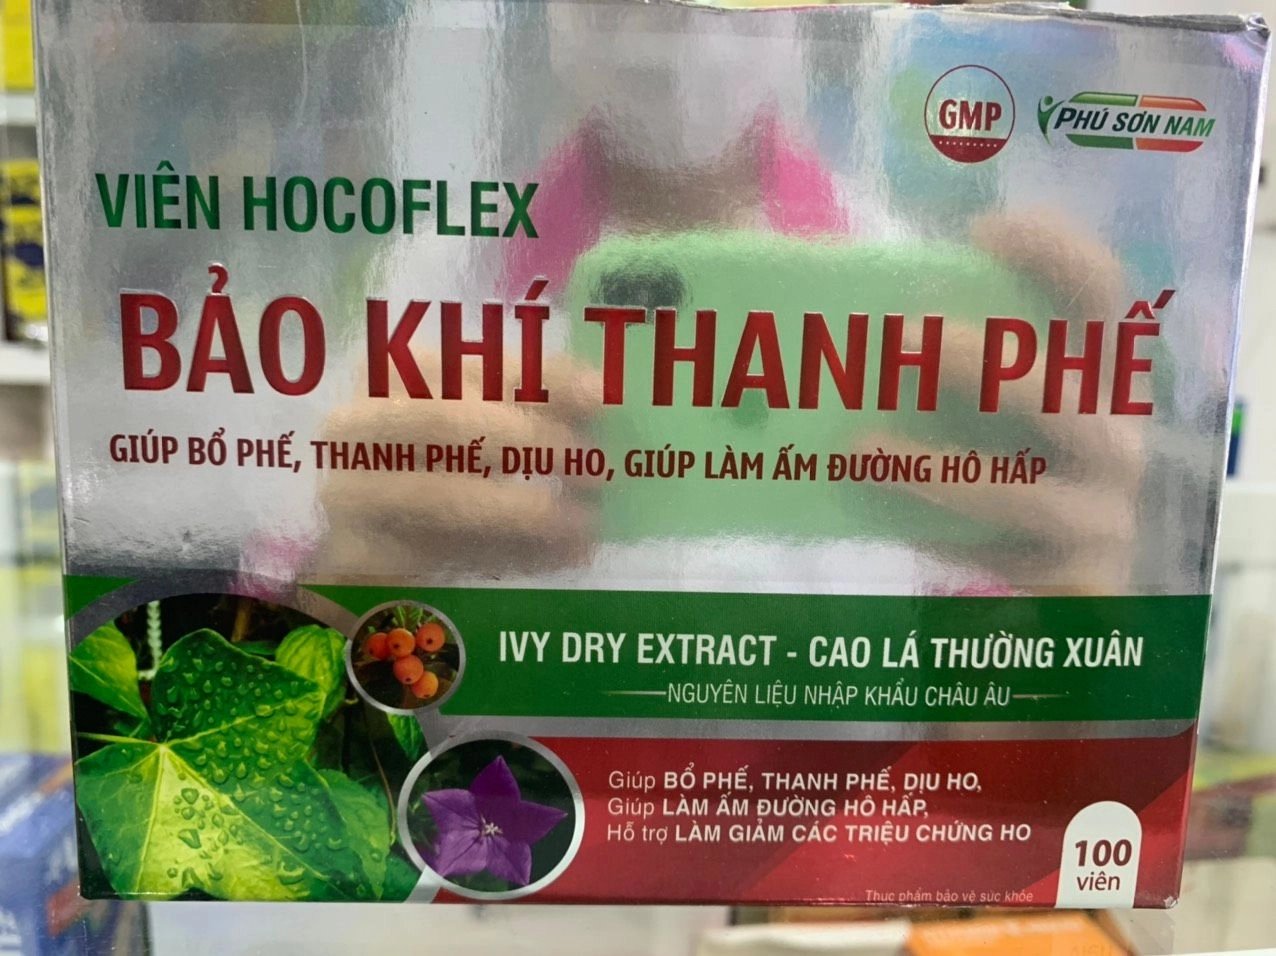 GMP
PHÚ SƠN NAM
VIÊN HOCOFLEX
BẢO KHÍ THANH PHẾ
GIÚP BỔ PHẾ, THANH PHẾ, DỊU HO, GIÚP LÀM ẤM ĐƯỜNG HÔ HẤP
IVY DRY EXTRACT - CAO LÁ THƯỜNG XUÂN
NGUYÊN LIỆU NHẬP KHẨU CHÂU ÂU
Giúp BỔ PHẾ, THANH PHẾ, DỊU HO,
Giúp LÀM ẤM ĐƯỜNG HÔ HẤP,
Hỗ trợ LÀM GIẢM CÁC TRIỆU CHỨNG HO
100
viên
Thực phẩm bảo vệ sức khỏe